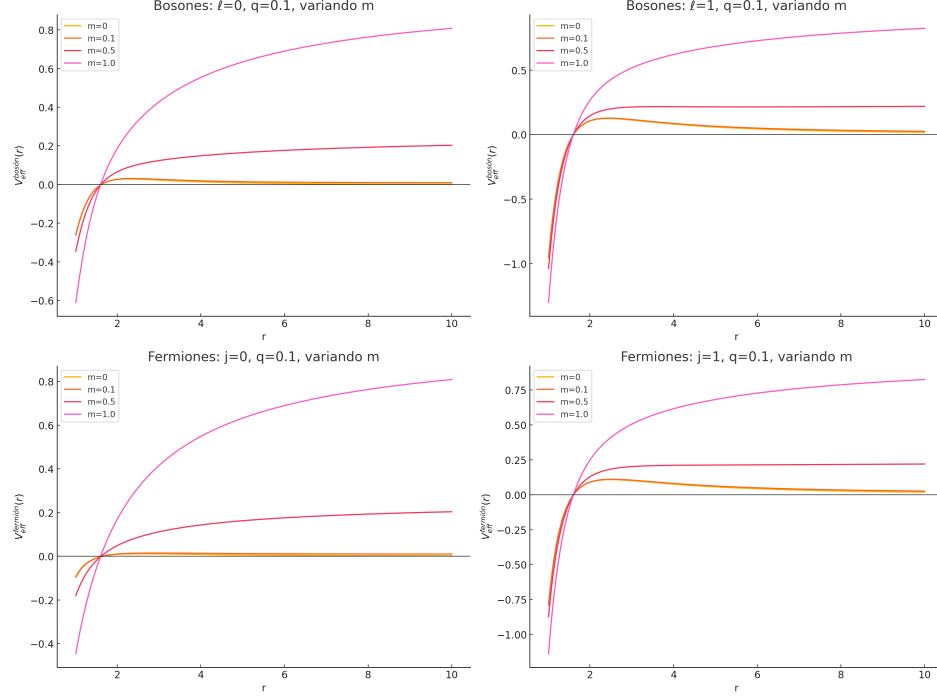 Bosones: ℓ=0, q=0.1, variando m
m=0
m=0.1
m=0.5
m=1.0
0.8
0.6
0.4
0.2
0.0
−0.2
−0.4
−0.6
V_eff^bosón(r)
2
4
6
8
10
r
Bosones: ℓ=1, q=0.1, variando m
m=0
m=0.1
m=0.5
m=1.0
0.5
0.0
−0.5
−1.0
V_eff^bosón(r)
2
4
6
8
10
r
Fermiones: j=0, q=0.1, variando m
m=0
m=0.1
m=0.5
m=1.0
0.8
0.6
0.4
0.2
0.0
−0.2
−0.4
V_eff^fermión(r)
2
4
6
8
10
r
Fermiones: j=1, q=0.1, variando m
m=0
m=0.1
m=0.5
m=1.0
0.75
0.50
0.25
0.00
−0.25
−0.50
−0.75
−1.00
V_eff^fermión(r)
2
4
6
8
10
r